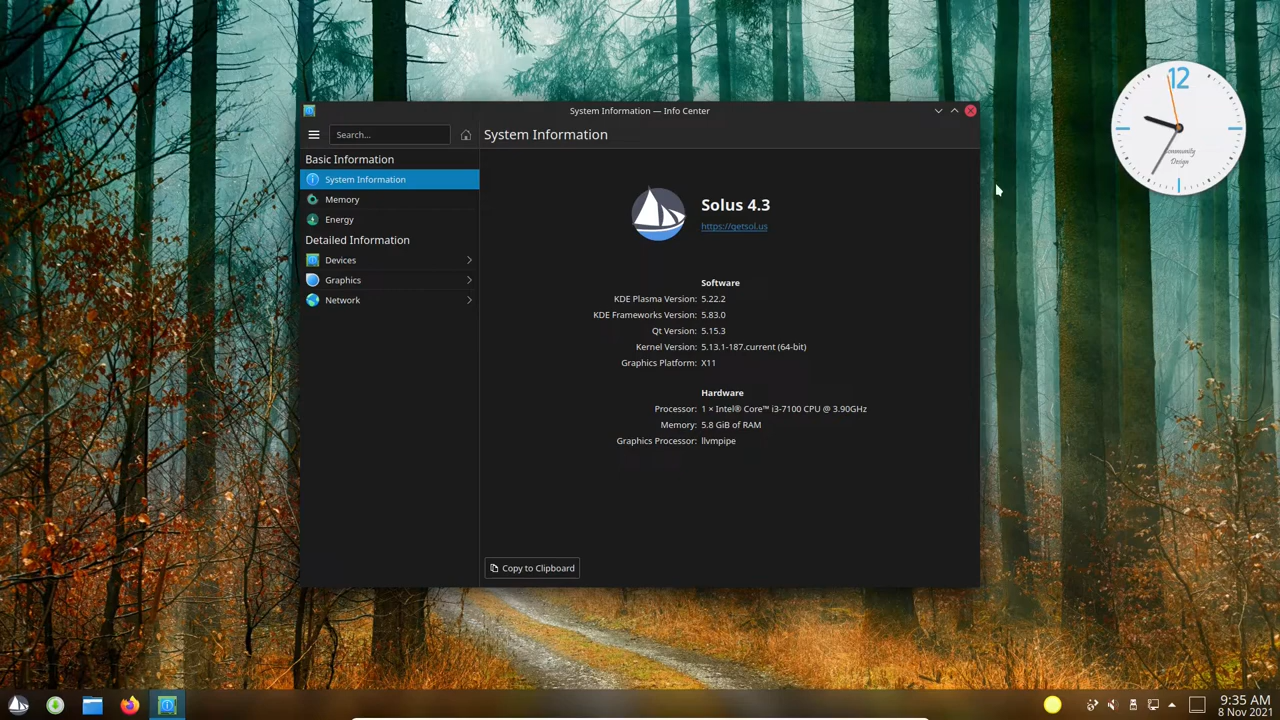 System Information — Info Center
Search...
System Information
Basic Information
System Information
Memory
Energy
Detailed Information
Devices
Graphics
Network
Solus 4.3
https://getsol.us
Software
KDE Plasma Version: 5.22.2
KDE Frameworks Version: 5.83.0
Qt Version: 5.15.3
Kernel Version: 5.13.1-187.current (64-bit)
Graphics Platform: X11
Hardware
Processor: 1 × Intel® Core™ i3-7100 CPU @ 3.90GHz
Memory: 5.8 GiB of RAM
Graphics Processor: llvmpipe
Copy to Clipboard
12
Community
Design
9:35 AM
8 Nov 2021